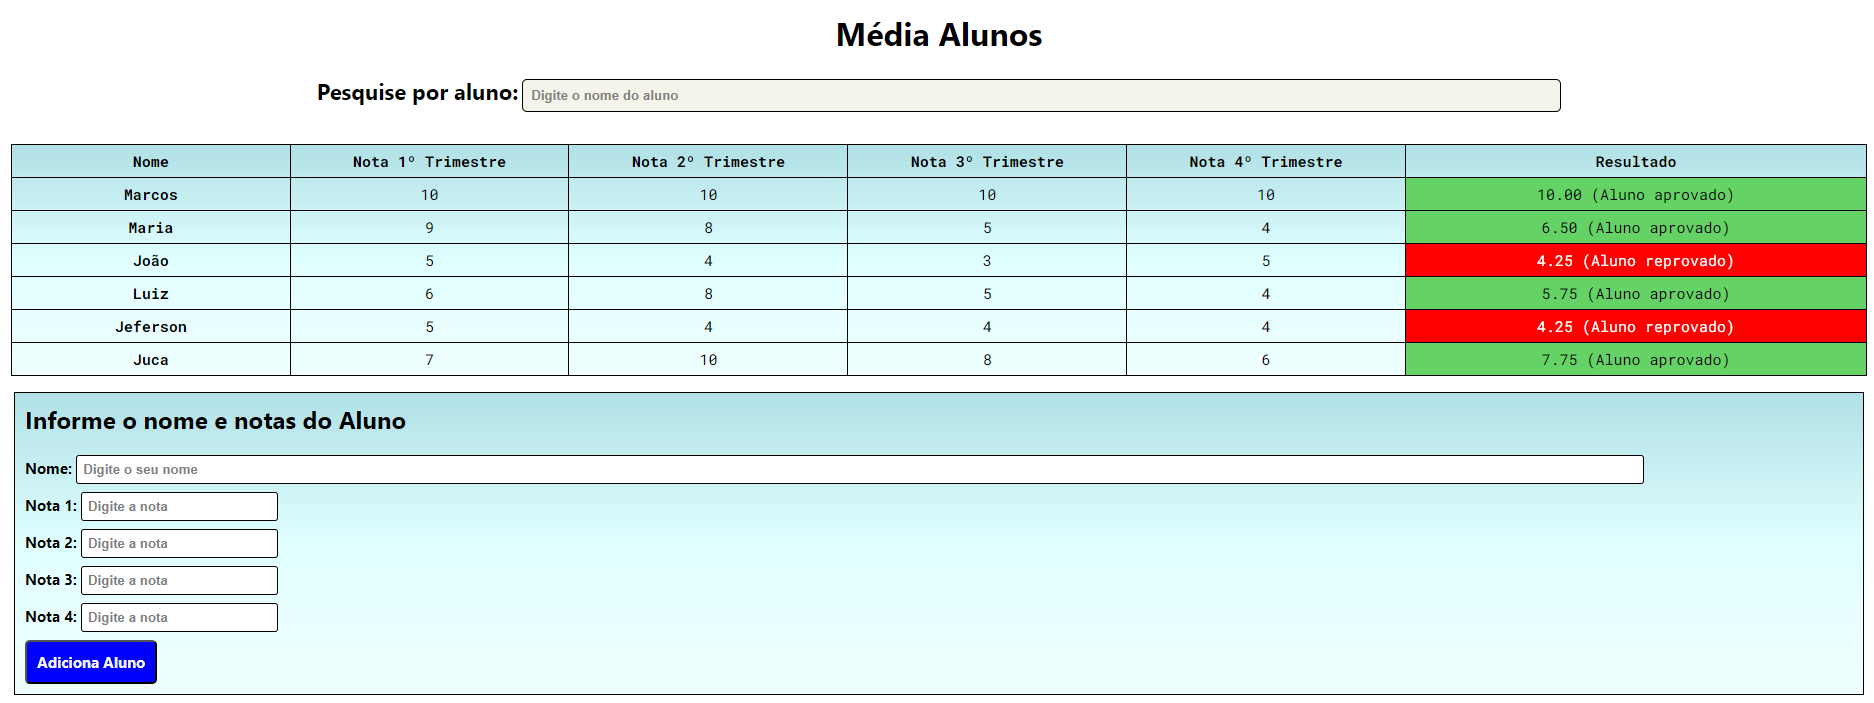 Média Alunos
Pesquise por aluno: Digite o nome do aluno
Nome Nota 1º Trimestre Nota 2º Trimestre Nota 3º Trimestre Nota 4º Trimestre Resultado
Marcos 10 10 10 10 10.00 (Aluno aprovado)
Maria 9 8 5 4 6.50 (Aluno aprovado)
João 5 4 3 5 4.25 (Aluno reprovado)
Luiz 6 8 5 4 5.75 (Aluno aprovado)
Jeferson 5 4 4 4 4.25 (Aluno reprovado)
Juca 7 10 8 6 7.75 (Aluno aprovado)
Informe o nome e notas do Aluno
Nome: Digite o seu nome
Nota 1: Digite a nota
Nota 2: Digite a nota
Nota 3: Digite a nota
Nota 4: Digite a nota
Adiciona Aluno